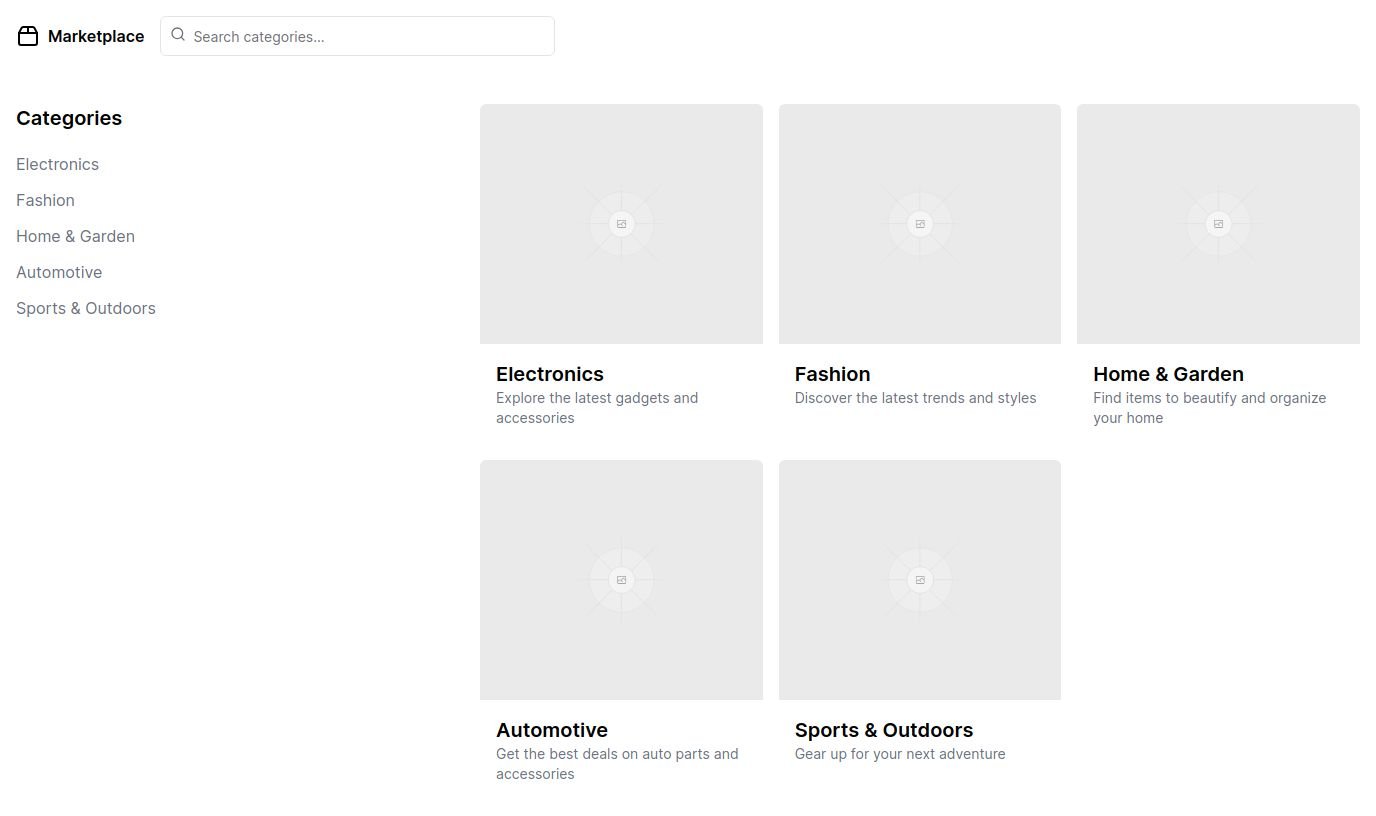 Marketplace
Search categories...
Categories
Electronics
Fashion
Home & Garden
Automotive
Sports & Outdoors
Electronics
Explore the latest gadgets and
accessories
Fashion
Discover the latest trends and styles
Home & Garden
Find items to beautify and organize
your home
Automotive
Get the best deals on auto parts and
accessories
Sports & Outdoors
Gear up for your next adventure